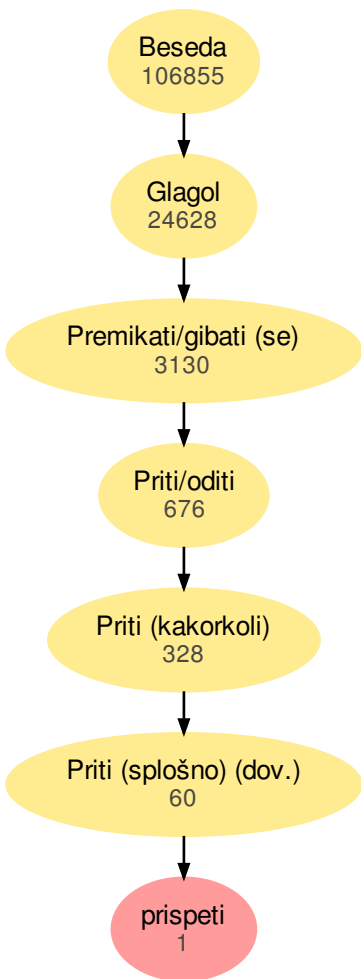 Beseda
106855
Glagol
24628
Premikati/gibati (se)
3130
Priti/oditi
676
Priti (kakorkoli)
328
Priti (splošno) (dov.)
60
prispeti
1